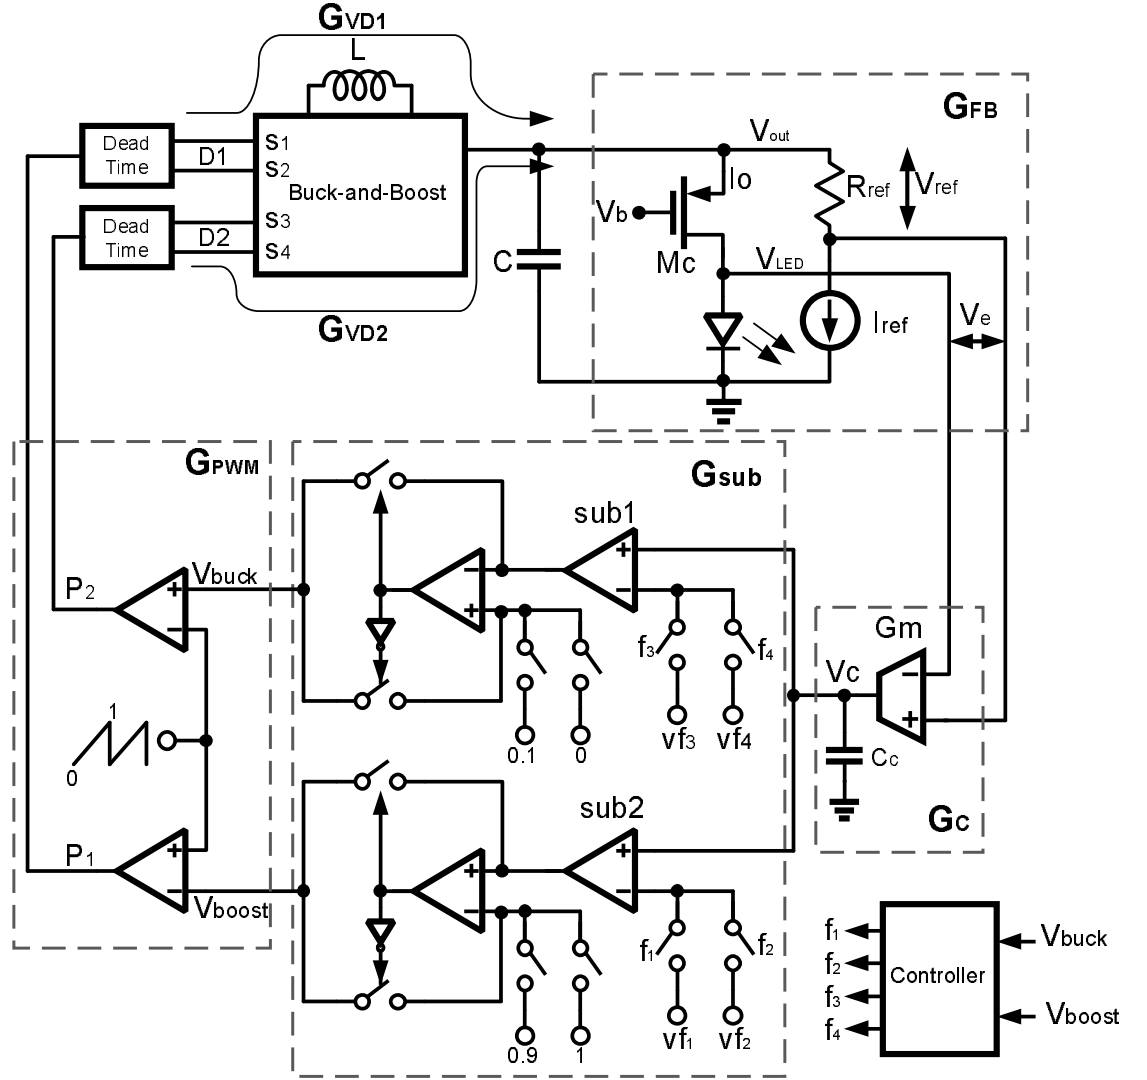 GVD1
L
GFB
Dead
Time
D1
S1
S2
Buck-and-Boost
Vout
Io
Rref
Vref
Vb
Mc
Dead
Time
D2
S3
S4
C
VLED
Iref
Ve
GVD2
GPWM
Gsub
sub1
+
−
−
+
P2
Vbuck
+
−
f3
f4
Gm
Vc
−
+
Cc
GC
1
0
0.1
0
vf3
vf4
sub2
+
−
+
−
P1
+
−
Vboost
f1
f2
0.9
1
vf1
vf2
f1
f2
f3
f4
Controller
Vbuck
Vboost